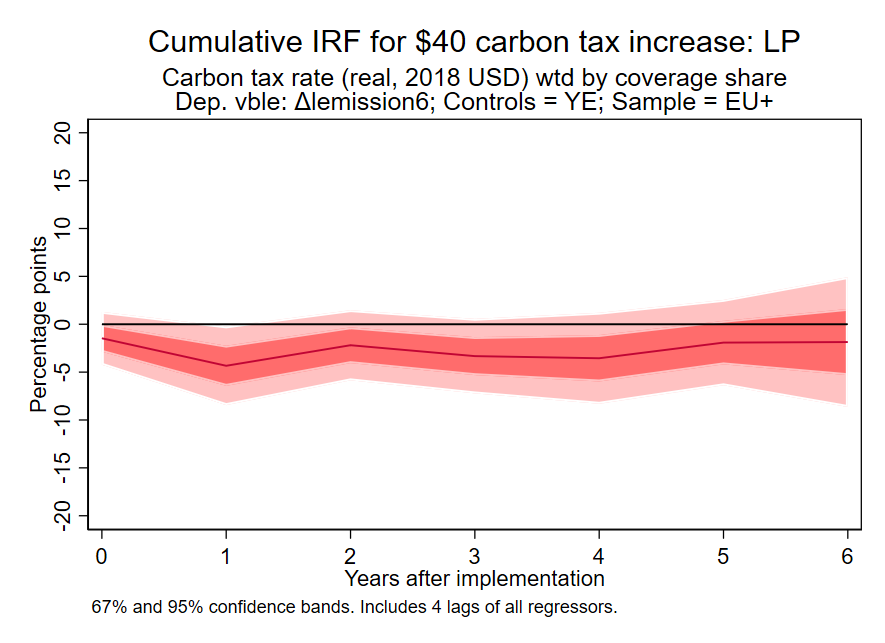 Cumulative IRF for $40 carbon tax increase: LP
Carbon tax rate (real, 2018 USD) wtd by coverage share
Dep. vble: Δlemission6; Controls = YE; Sample = EU+
Percentage points
20
15
10
5
0
-5
-10
-15
-20
0 1 2 3 4 5 6
Years after implementation
67% and 95% confidence bands. Includes 4 lags of all regressors.